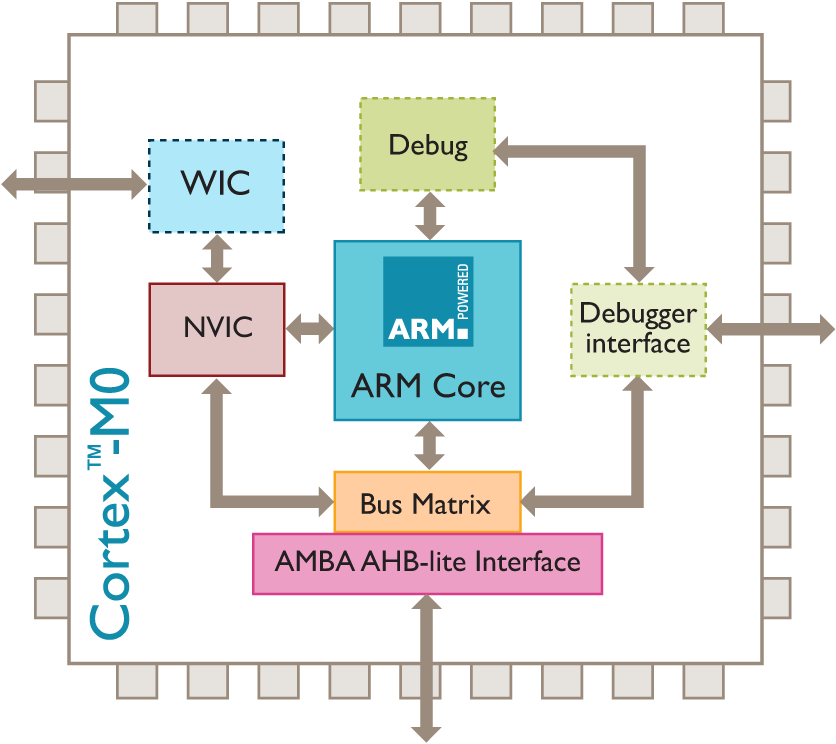 Debug
WIC
ARM
POWERED
ARM Core
NVIC
Debugger
interface
Cortex™-M0
Bus Matrix
AMBA AHB-lite Interface